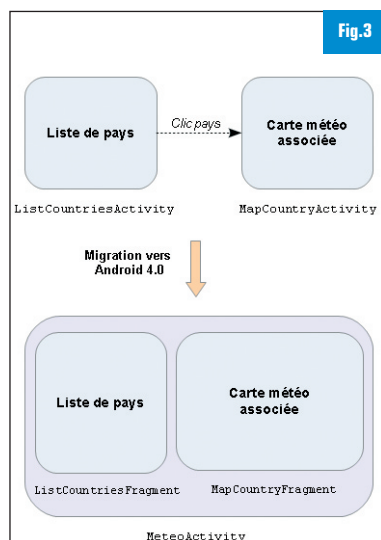 Fig.3
Liste de pays
Clic pays
Carte météo
associée
ListCountriesActivity
MapCountryActivity
Migration vers
Android 4.0
Liste de pays
Carte météo
associée
ListCountriesFragment
MapCountryFragment
MeteoActivity